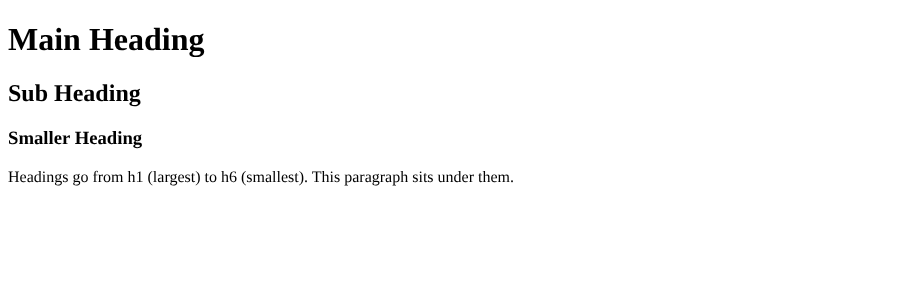 Main Heading
Sub Heading
Smaller Heading
Headings go from h1 (largest) to h6 (smallest). This paragraph sits under them.